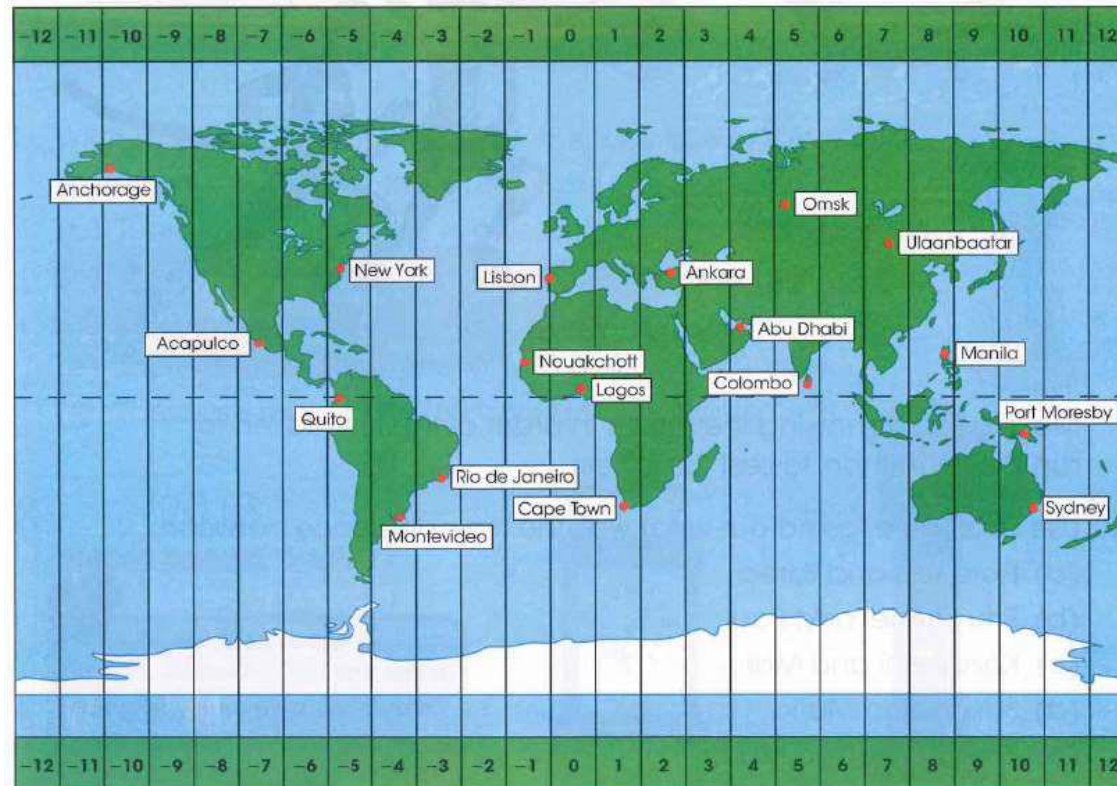 -12 -11 -10 -9 -8 -7 -6 -5 -4 -3 -2 -1 0 1 2 3 4 5 6 7 8 9 10 11 12
Anchorage
Omsk
Ulaanbaatar
New York
Lisbon
Ankara
Abu Dhabi
Acapulco
Nouakchott
Manila
Colombo
Lagos
Quito
Port Moresby
Rio de Janeiro
Cape Town
Sydney
Montevideo
-12 -11 -10 -9 -8 -7 -6 -5 -4 -3 -2 -1 0 1 2 3 4 5 6 7 8 9 10 11 12